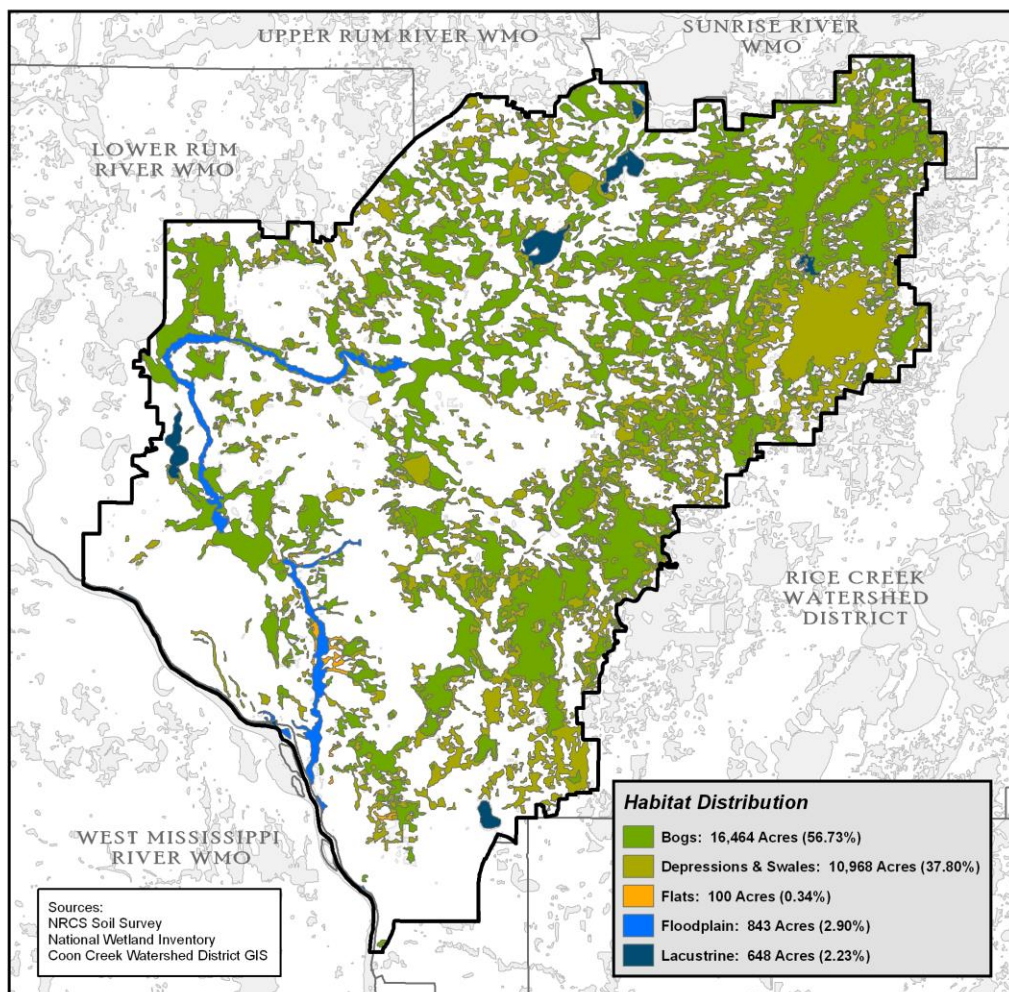 UPPER RUM RIVER WMO
SUNRISE RIVER
WMO
LOWER RUM
RIVER WMO
RICE CREEK
WATERSHED
DISTRICT
WEST MISSISSIPPI
RIVER WMO
Habitat Distribution
Bogs: 16,464 Acres (56.73%)
Depressions & Swales: 10,968 Acres (37.80%)
Flats: 100 Acres (0.34%)
Floodplain: 843 Acres (2.90%)
Lacustrine: 648 Acres (2.23%)
Sources:
NRCS Soil Survey
National Wetland Inventory
Coon Creek Watershed District GIS